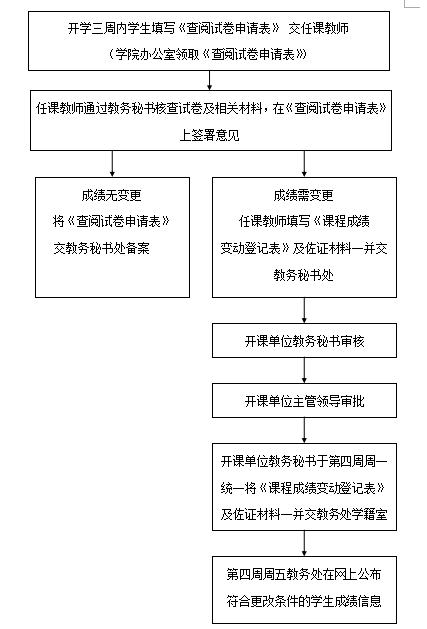 开学三周内学生填写《查阅试卷申请表》 交任课教师
（学院办公室领取《查阅试卷申请表》）
任课教师通过教务秘书核查试卷及相关材料，在《查阅试卷申请表》
上签署意见
成绩无变更
将《查阅试卷申请表》
交教务秘书处备案
成绩需变更
任课教师填写《课程成绩
变动登记表》及佐证材料一并交
教务秘书处
开课单位教务秘书审核
开课单位主管领导审批
开课单位教务秘书于第四周周一
统一将《课程成绩变动登记表》
及佐证材料一并交教务处学籍室
第四周周五教务处在网上公布
符合更改条件的学生成绩信息